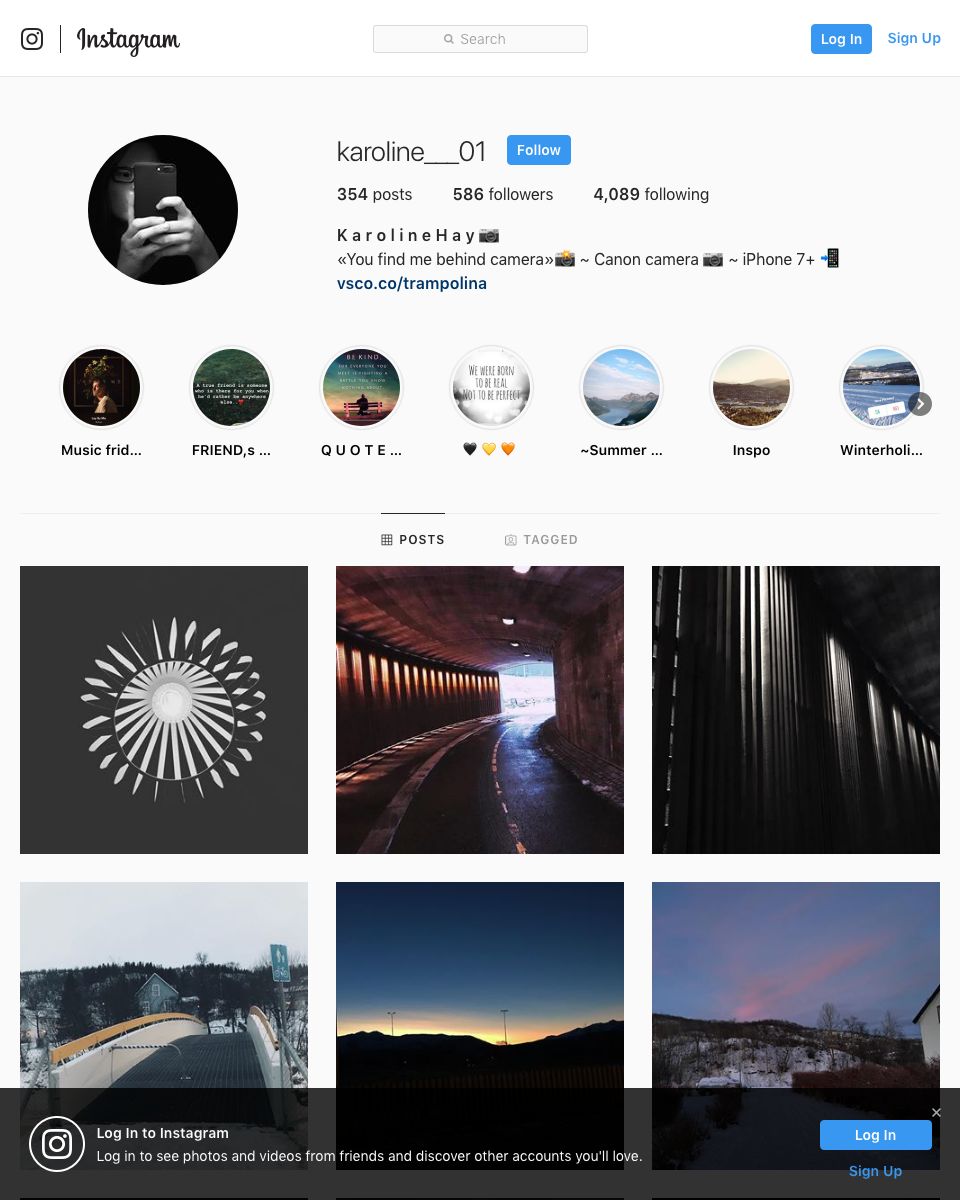 Instagram
Search
Log In
Sign Up
karoline___01
Follow
354 posts 586 followers 4,089 following
K a r o l i n e H a y 📷
«You find me behind camera»📸 ~ Canon camera 📷 ~ iPhone 7+ 📲
vsco.co/trampolina
BE KIND
FOR EVERYONE YOU
MEET IS FIGHTING A
BATTLE YOU KNOW
NOTHING ABOUT
A true friend is someone
who is there for you when
he'd rather be anywhere
else..❤️
WE WERE BORN
TO BE REAL
NOT TO BE PERFECT
Music frid...
FRIEND,s ...
Q U O T E ...
🖤 💛 🧡
~Summer ...
Inspo
Winterholi...
POSTS
TAGGED
Log In to Instagram
Log in to see photos and videos from friends and discover other accounts you'll love.
Log In
Sign Up